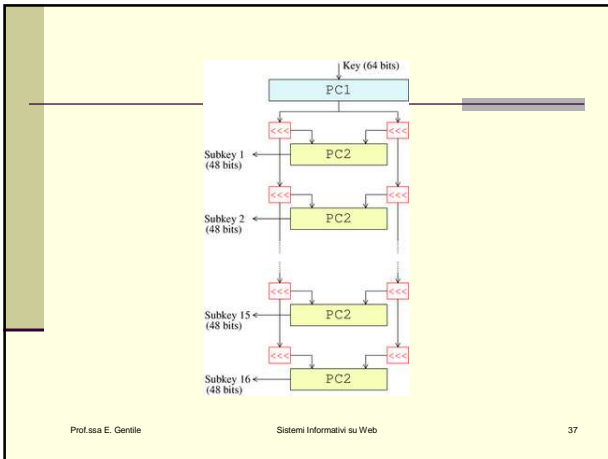 Key (64 bits)
PC1
<<< <<<
Subkey 1
(48 bits)
PC2
<<< <<<
Subkey 2
(48 bits)
PC2
<<< <<<
Subkey 15
(48 bits)
PC2
<<< <<<
Subkey 16
(48 bits)
PC2
Prof.ssa E. Gentile Sistemi Informativi su Web 37